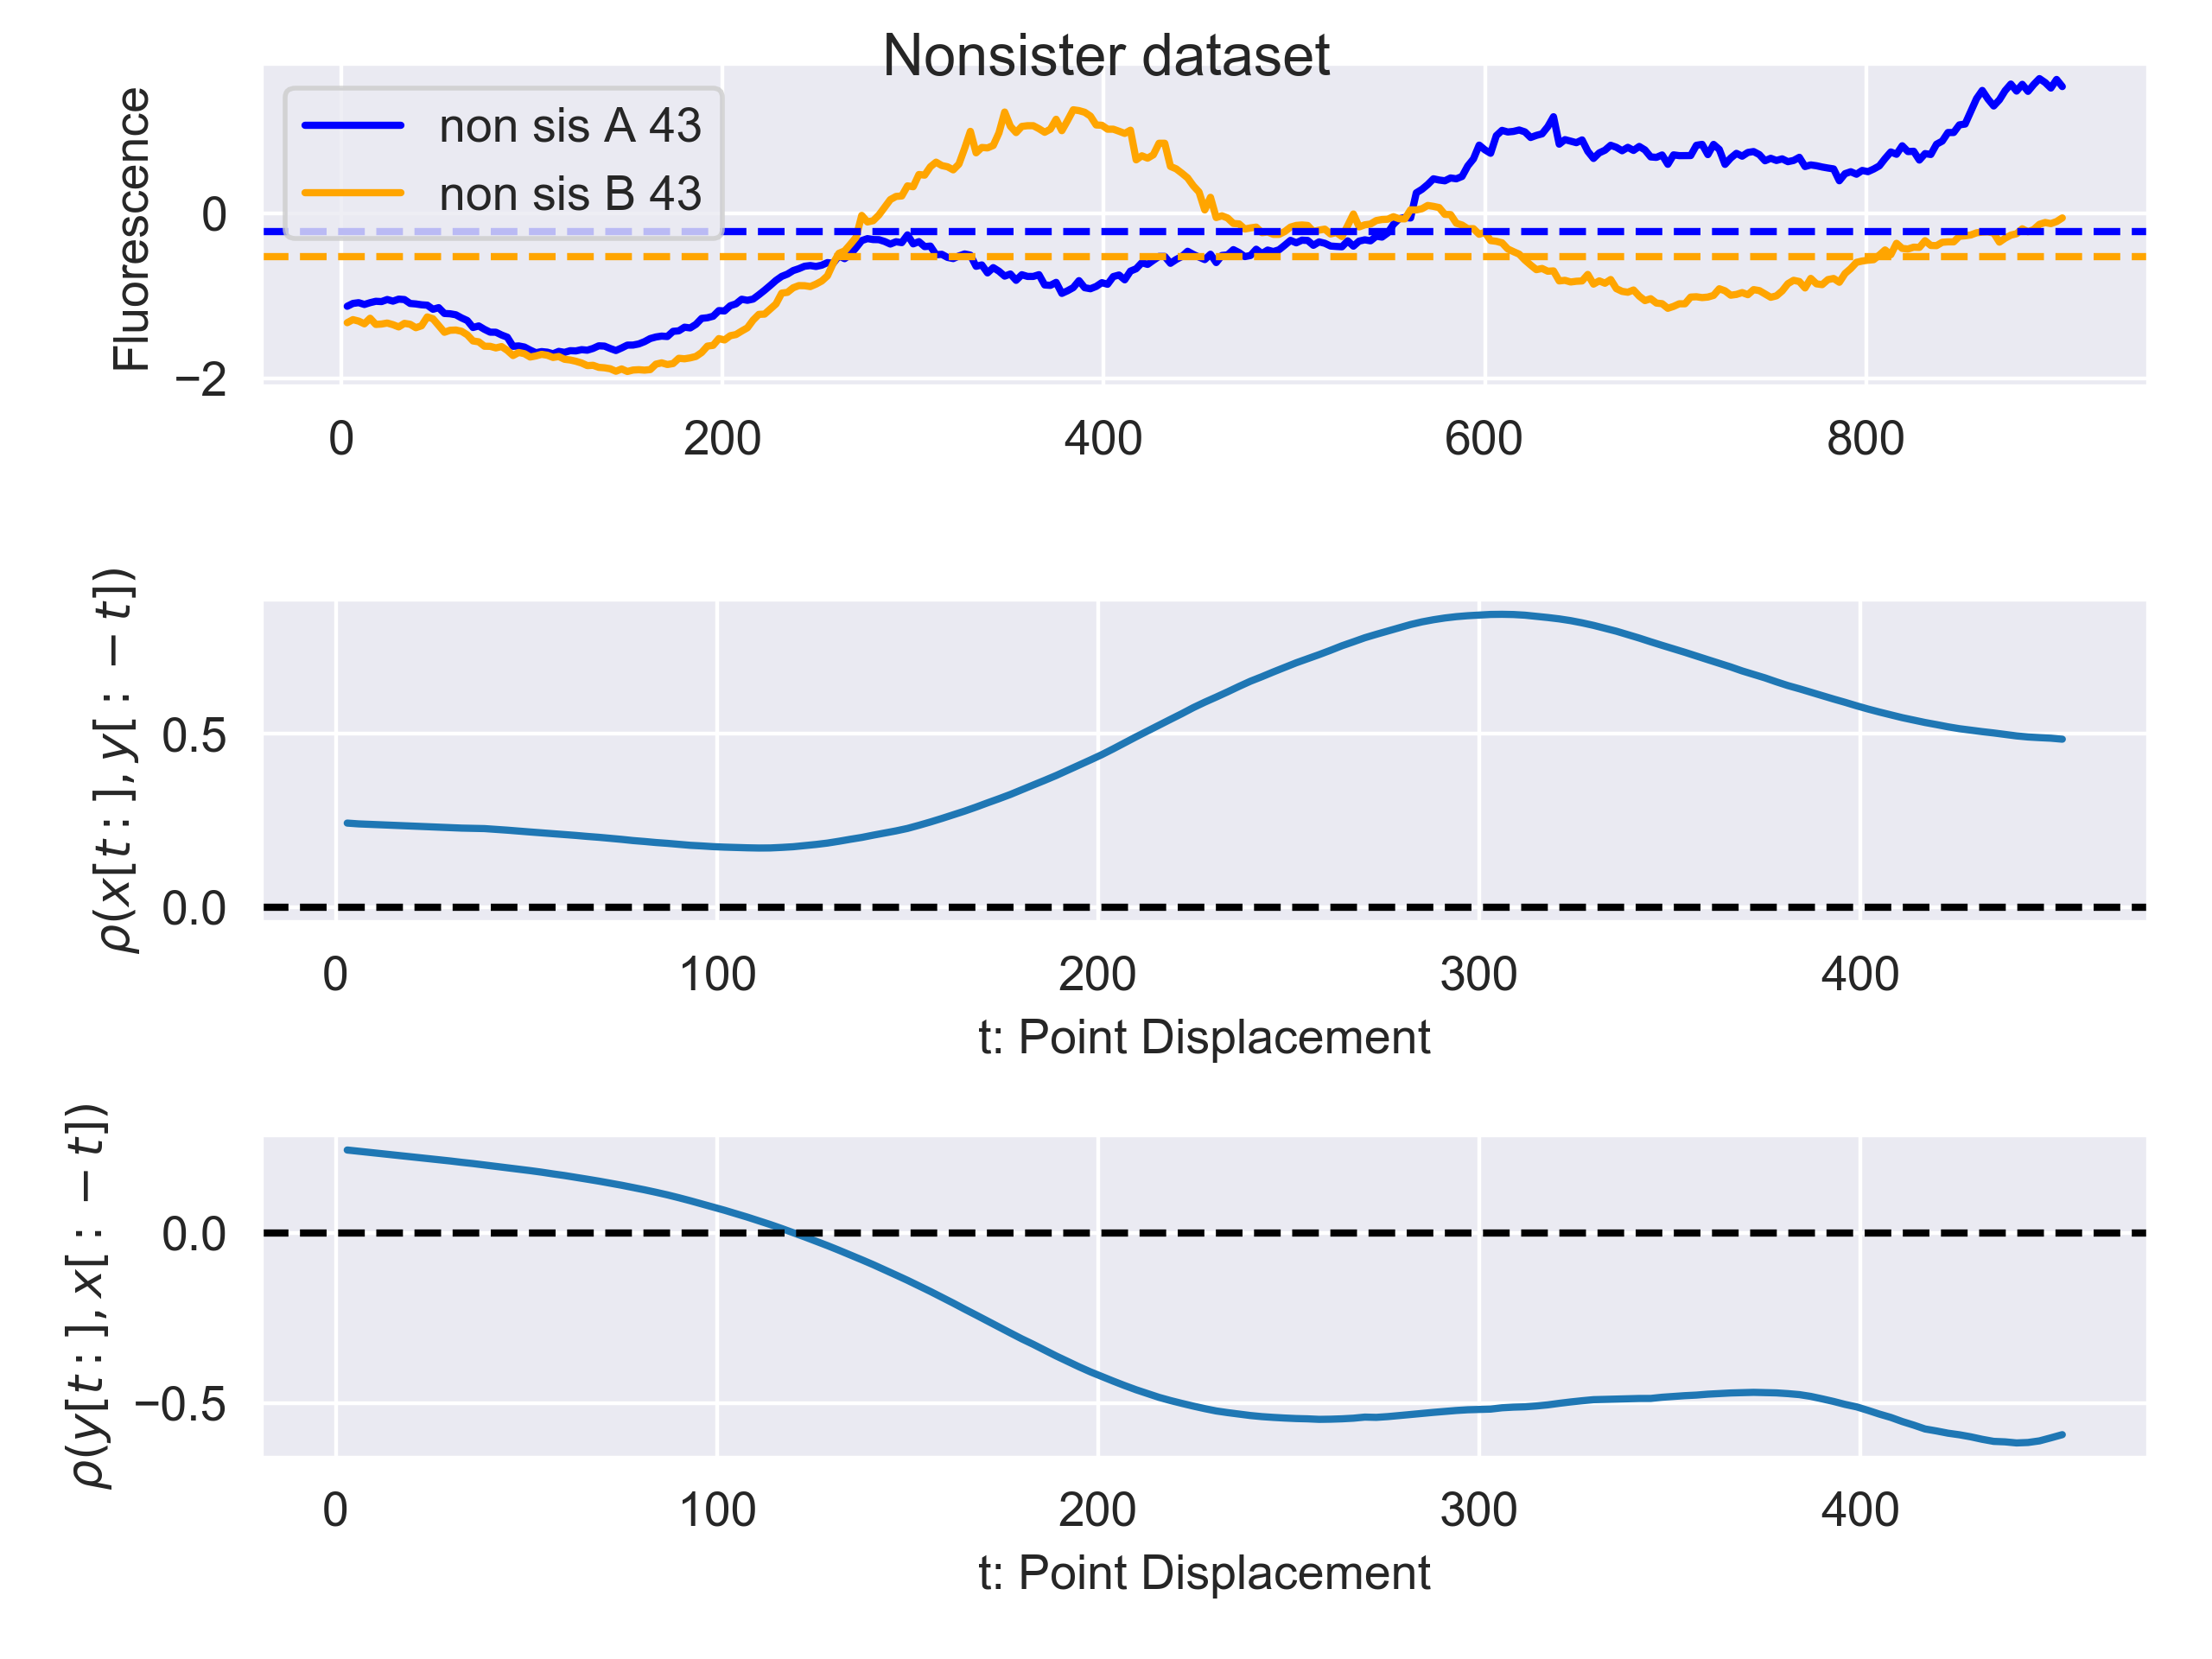 Nonsister dataset
Fluorescence
non sis A 43
non sis B 43
0
−2
0 200 400 600 800
ρ(x[t:], y[: −t])
0.5
0.0
0 100 200 300 400
t: Point Displacement
ρ(y[t:], x[: −t])
0.0
−0.5
0 100 200 300 400
t: Point Displacement